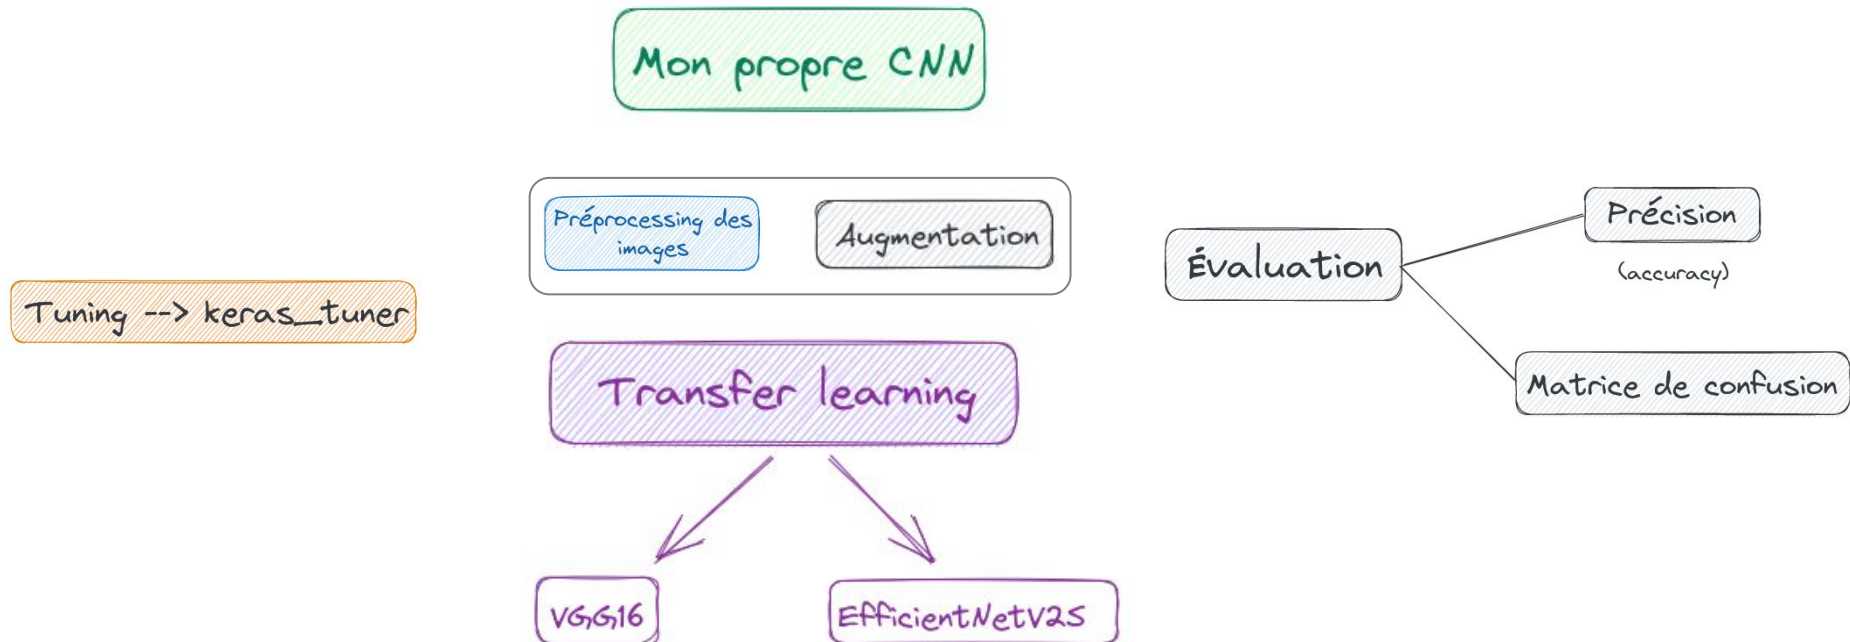 Mon propre CNN
Préprocessing des
images
Augmentation
Tuning --> keras_tuner
Évaluation
Précision
(accuracy)
Matrice de confusion
Transfer learning
VGG16
EfficientNetV2S